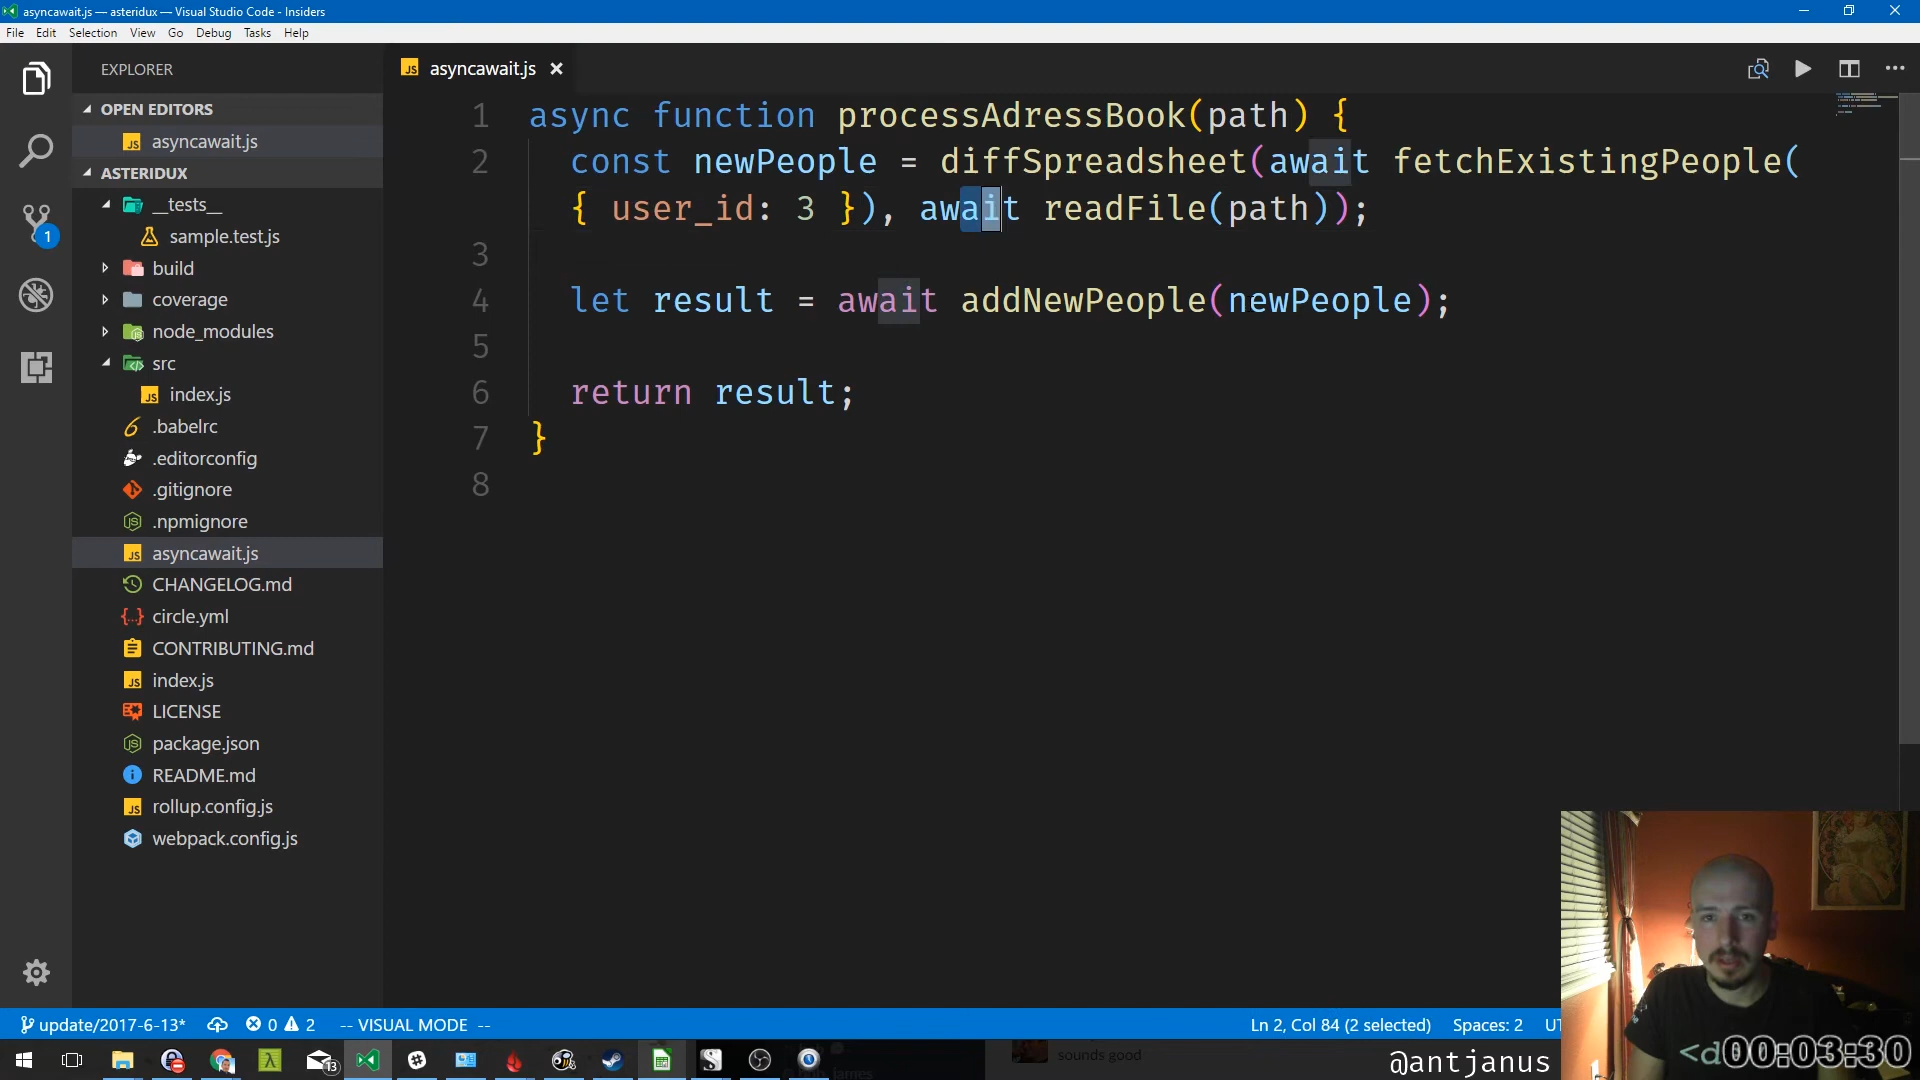 asyncawait.js — asteridux — Visual Studio Code - Insiders
File Edit Selection View Go Debug Tasks Help
EXPLORER
OPEN EDITORS
asyncawait.js
ASTERIDUX
__tests__
sample.test.js
build
coverage
node_modules
src
index.js
.babelrc
.editorconfig
.gitignore
.npmignore
asyncawait.js
CHANGELOG.md
circle.yml
CONTRIBUTING.md
index.js
LICENSE
package.json
README.md
rollup.config.js
webpack.config.js
asyncawait.js
1 async function processAdressBook(path) {
2 const newPeople = diffSpreadsheet(await fetchExistingPeople(
{ user_id: 3 }), await readFile(path));
3
4 let result = await addNewPeople(newPeople);
5
6 return result;
7 }
8
1
update/2017-6-13* 0 2 -- VISUAL MODE -- Ln 2, Col 84 (2 selected) Spaces: 2
13
sounds good
@antjanus
00:03:30